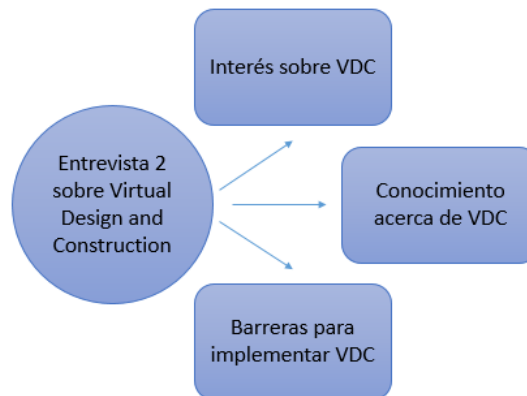 Interés sobre VDC
Entrevista 2
sobre Virtual
Design and
Construction
Conocimiento
acerca de VDC
Barreras para
implementar VDC